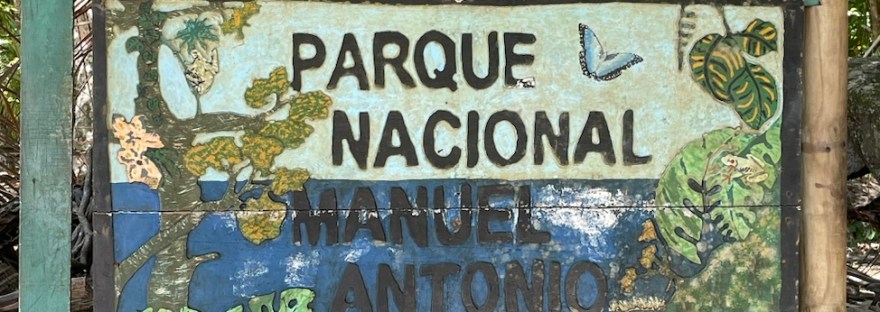 PARQUE
NACIONAL
MANUEL
ANTONIO